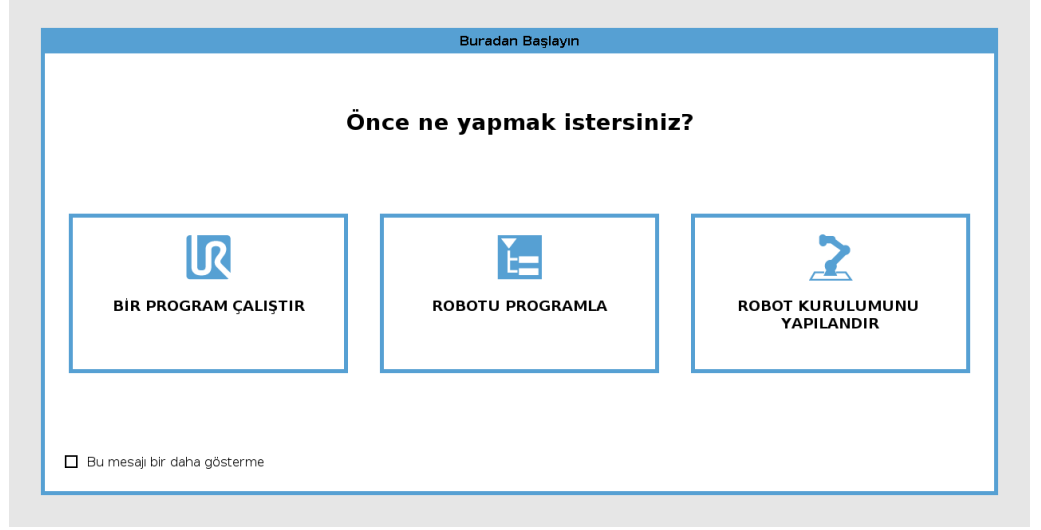 Buradan Başlayın
Önce ne yapmak istersiniz?
BİR PROGRAM ÇALIŞTIR
ROBOTU PROGRAMLA
ROBOT KURULUMUNU
YAPILANDIR
Bu mesajı bir daha gösterme